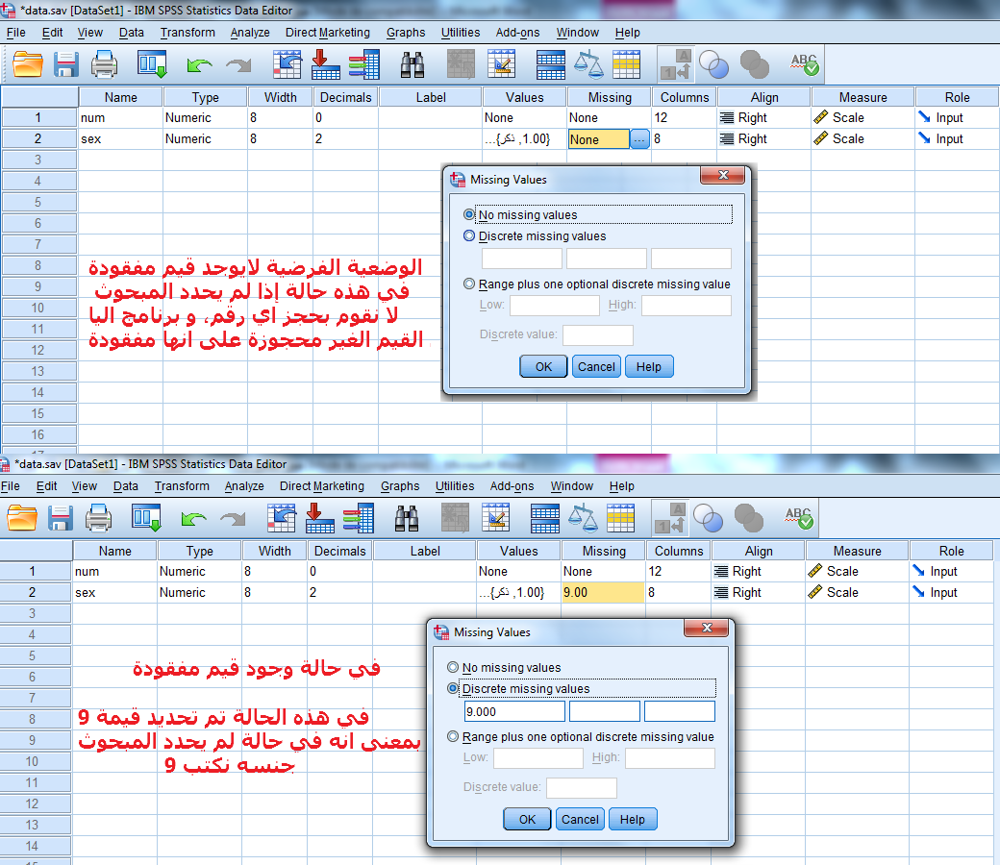 *data.sav [DataSet1] - IBM SPSS Statistics Data Editor
File Edit View Data Transform Analyze Direct Marketing Graphs Utilities Add-ons Window Help
Name Type Width Decimals Label Values Missing Columns Align Measure Role
1 num Numeric 8 0 None None 12 Right Scale Input
2 sex Numeric 8 2 {1.00, ذكر}... None ... 8 Right Scale Input
3
4
5
6
7
8
9
10
11
12
13
14
15
16
17
Missing Values
No missing values
Discrete missing values
Range plus one optional discrete missing value
Low: High:
Discrete value:
OK Cancel Help
الوضعية الفرضية لايوجد قيم مفقودة
في هذه حالة إذا لم يحدد المبحوث
لا نقوم بحجز اي رقم، و برنامج اليا
القيم الغير محجوزة على انها مفقودة
*data.sav [DataSet1] - IBM SPSS Statistics Data Editor
File Edit View Data Transform Analyze Direct Marketing Graphs Utilities Add-ons Window Help
Name Type Width Decimals Label Values Missing Columns Align Measure Role
1 num Numeric 8 0 None None 12 Right Scale Input
2 sex Numeric 8 2 {1.00, ذكر}... 9.00 8 Right Scale Input
3
4
5
6
7
8
9
10
11
12
13
14
15
Missing Values
No missing values
Discrete missing values
9.000
Range plus one optional discrete missing value
Low: High:
Discrete value:
OK Cancel Help
في حالة وجود قيم مفقودة
في هذه الحالة تم تحديد قيمة 9
بمعنى انه في حالة لم يحدد المبحوث
جنسه نكتب 9